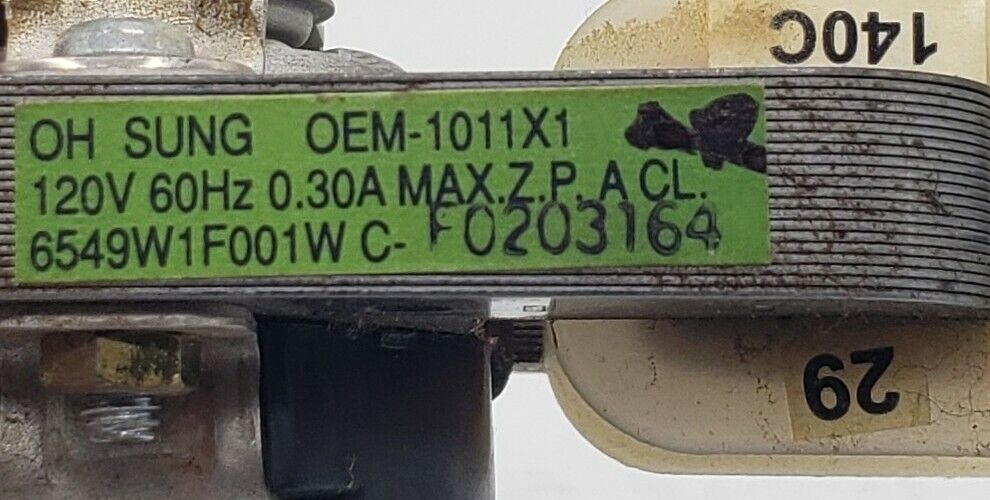 140C
OH SUNG OEM-1011X1
120V 60Hz 0.30A MAX.Z.P. A CL.
6549W1F001W C- F0203164
29